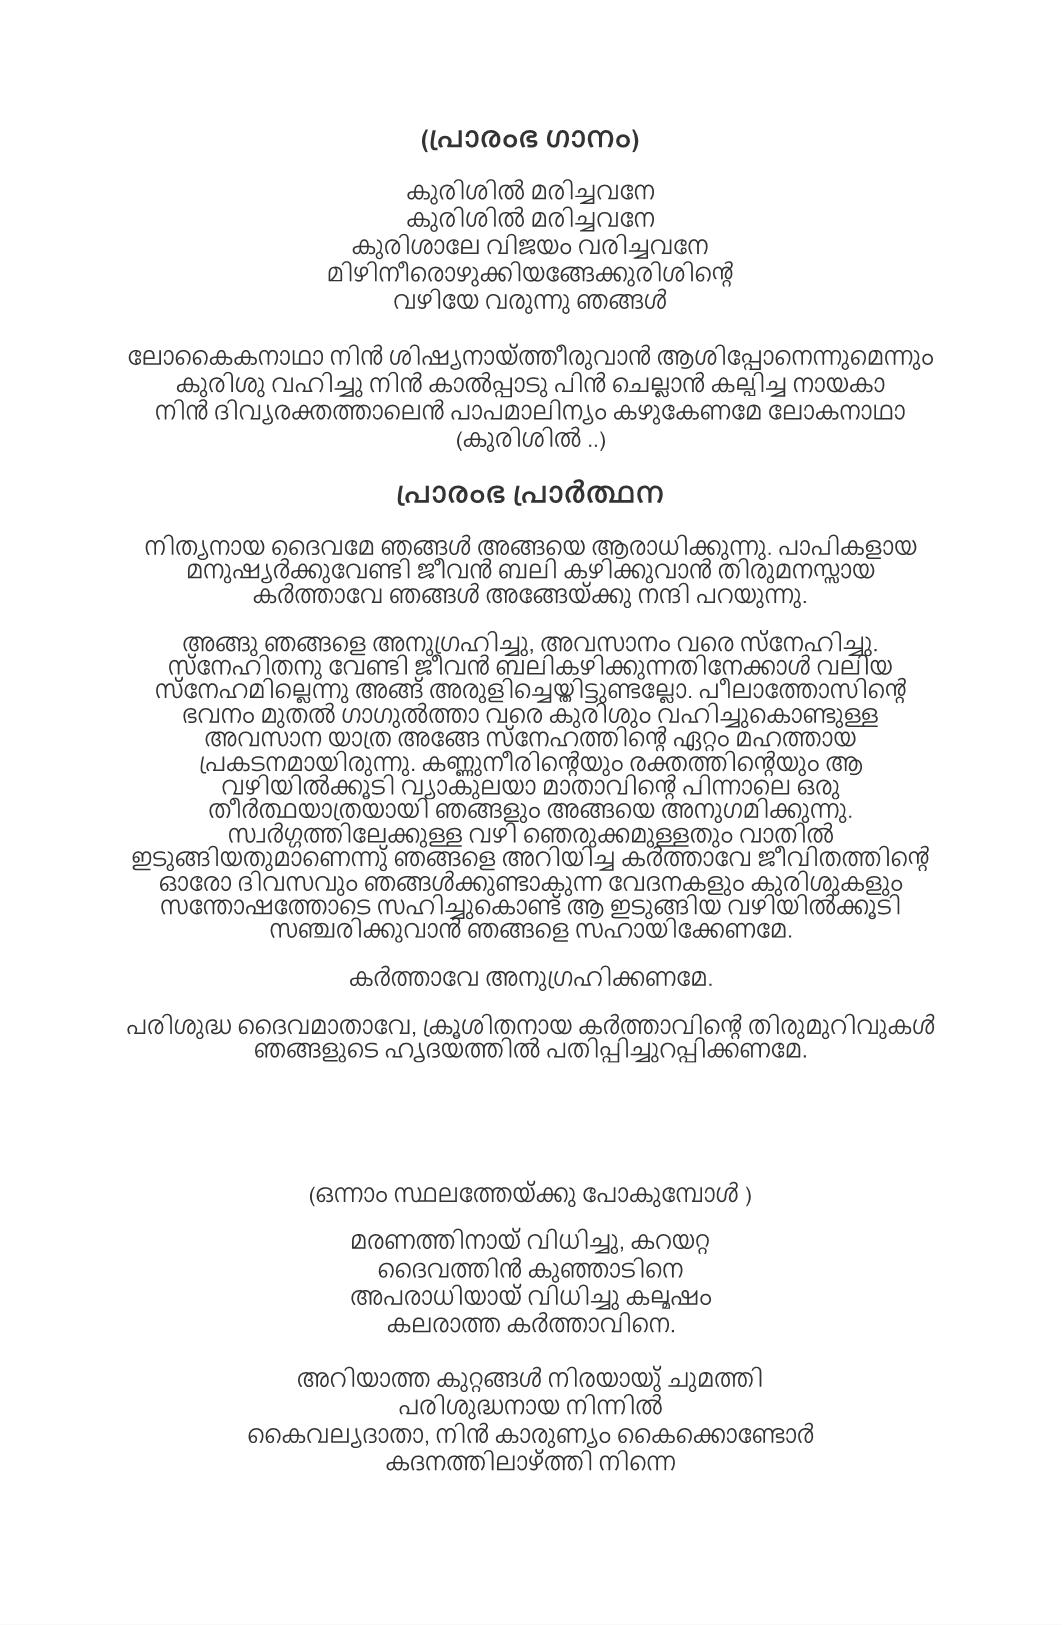 (പ്രാരംഭ ഗാനം)
കുരിശിൽ മരിച്ചവനേ
കുരിശിൽ മരിച്ചവനേ
കുരിശാലേ വിജയം വരിച്ചവനേ
മിഴിനീരൊഴുക്കിയങ്ങേക്കുരിശിന്റെ
വഴിയേ വരുന്നു ഞങ്ങൾ
ലോകൈകനാഥാ നിൻ ശിഷ്യനായ്ത്തീരുവാൻ ആശിപ്പോനെന്നുമെന്നും
കുരിശു വഹിച്ചു നിൻ കാൽപ്പാടു പിൻ ചെല്ലാൻ കല്പിച്ച നായകാ
നിൻ ദിവ്യരക്തത്താലെൻ പാപമാലിന്യം കഴുകേണമേ ലോകനാഥാ
(കുരിശിൽ ..)
പ്രാരംഭ പ്രാർത്ഥന
നിത്യനായ ദൈവമേ ഞങ്ങൾ അങ്ങയെ ആരാധിക്കുന്നു. പാപികളായ
മനുഷ്യർക്കുവേണ്ടി ജീവൻ ബലി കഴിക്കുവാൻ തിരുമനസ്സായ
കർത്താവേ ഞങ്ങൾ അങ്ങേയ്ക്കു നന്ദി പറയുന്നു.
അങ്ങു ഞങ്ങളെ അനുഗ്രഹിച്ചു, അവസാനം വരെ സ്നേഹിച്ചു.
സ്നേഹിതനു വേണ്ടി ജീവൻ ബലികഴിക്കുന്നതിനേക്കാൾ വലിയ
സ്നേഹമില്ലെന്നു അങ്ങ് അരുളിച്ചെയ്തിട്ടുണ്ടല്ലോ. പീലാത്തോസിന്റെ
ഭവനം മുതൽ ഗാഗുൽത്താ വരെ കുരിശും വഹിച്ചുകൊണ്ടുള്ള
അവസാന യാത്ര അങ്ങേ സ്നേഹത്തിന്റെ ഏറ്റം മഹത്തായ
പ്രകടനമായിരുന്നു. കണ്ണുനീരിന്റെയും രക്തത്തിന്റെയും ആ
വഴിയിൽക്കൂടി വ്യാകുലയാ മാതാവിന്റെ പിന്നാലെ ഒരു
തീർത്ഥയാത്രയായി ഞങ്ങളും അങ്ങയെ അനുഗമിക്കുന്നു.
സ്വർഗ്ഗത്തിലേക്കുള്ള വഴി ഞെരുക്കമുള്ളതും വാതിൽ
ഇടുങ്ങിയതുമാണെന്നു് ഞങ്ങളെ അറിയിച്ച കർത്താവേ ജീവിതത്തിന്റെ
ഓരോ ദിവസവും ഞങ്ങൾക്കുണ്ടാകുന്ന വേദനകളും കുരിശുകളും
സന്തോഷത്തോടെ സഹിച്ചുകൊണ്ട് ആ ഇടുങ്ങിയ വഴിയിൽക്കൂടി
സഞ്ചരിക്കുവാൻ ഞങ്ങളെ സഹായിക്കേണമേ.
കർത്താവേ അനുഗ്രഹിക്കണമേ.
പരിശുദ്ധ ദൈവമാതാവേ, ക്രൂശിതനായ കർത്താവിന്റെ തിരുമുറിവുകൾ
ഞങ്ങളുടെ ഹൃദയത്തിൽ പതിപ്പിച്ചുറപ്പിക്കണമേ.
(ഒന്നാം സ്ഥലത്തേയ്ക്കു പോകുമ്പോൾ )
മരണത്തിനായ് വിധിച്ചു, കറയറ്റ
ദൈവത്തിൻ കുഞ്ഞാടിനെ
അപരാധിയായ് വിധിച്ചു കല്മഷം
കലരാത്ത കർത്താവിനെ.
അറിയാത്ത കുറ്റങ്ങൾ നിരയായു് ചുമത്തി
പരിശുദ്ധനായ നിന്നിൽ
കൈവല്യദാതാ, നിൻ കാരുണ്യം കൈക്കൊണ്ടോർ
കദനത്തിലാഴ്ത്തി നിന്നെ